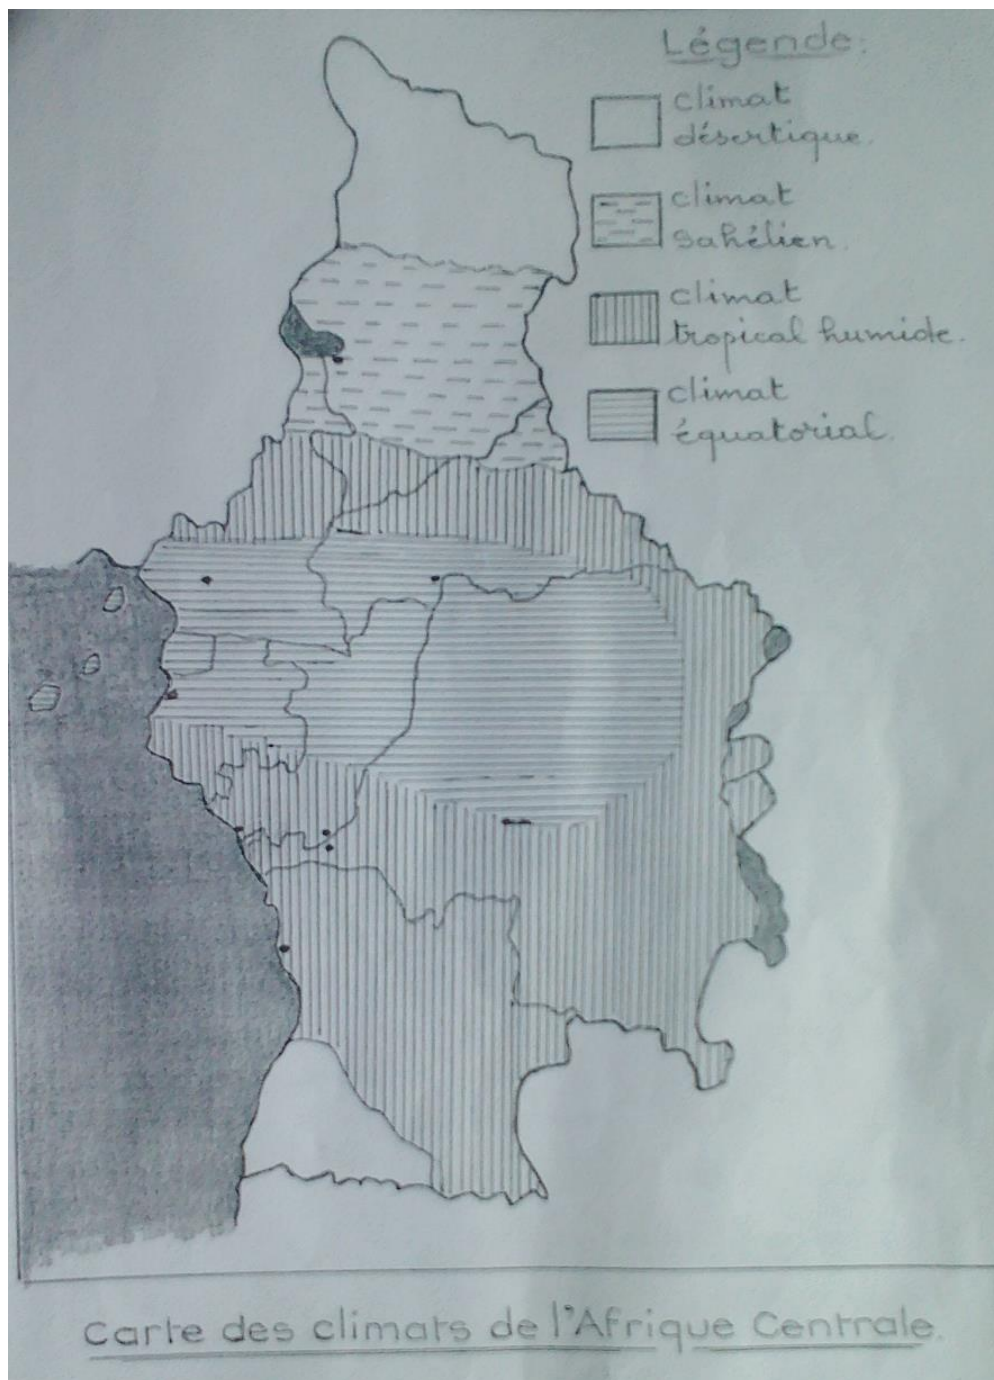 Légende:
climat
désertique.
climat
sahélien.
climat
tropical humide.
climat
équatorial.
Carte des climats de l'Afrique Centrale.